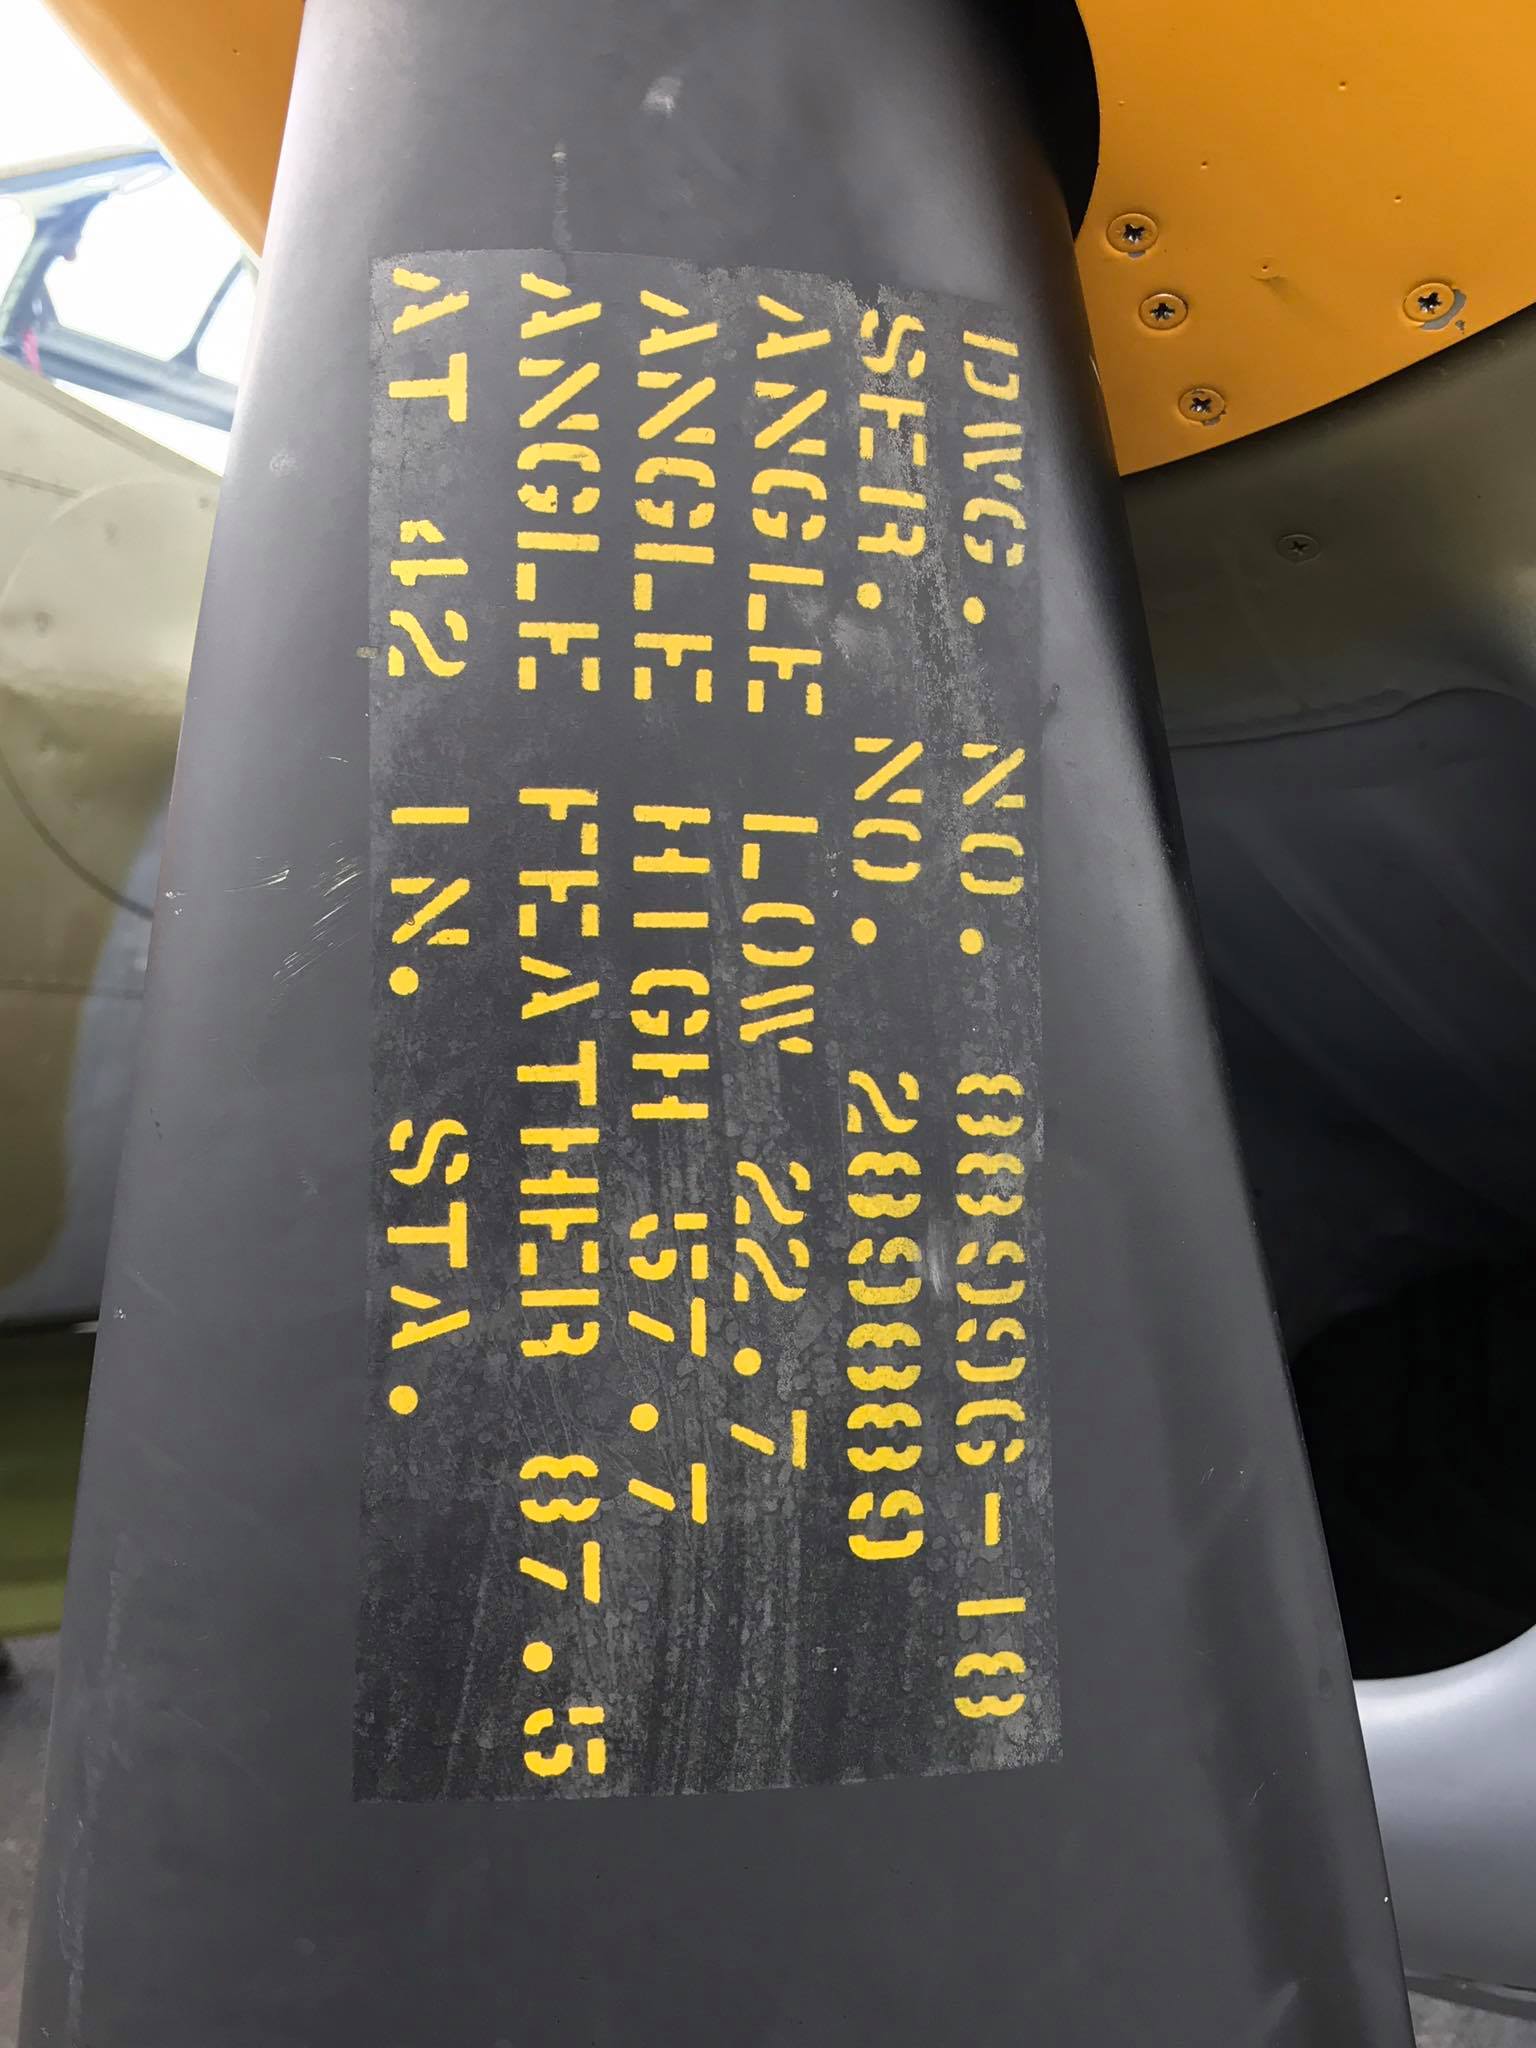 DWG. NO. 88996-18
SER. NO. 289889
ANGLE LOW 22.7
ANGLE HIGH 57.7
ANGLE FEATHER 87.5
AT 42 IN. STA.